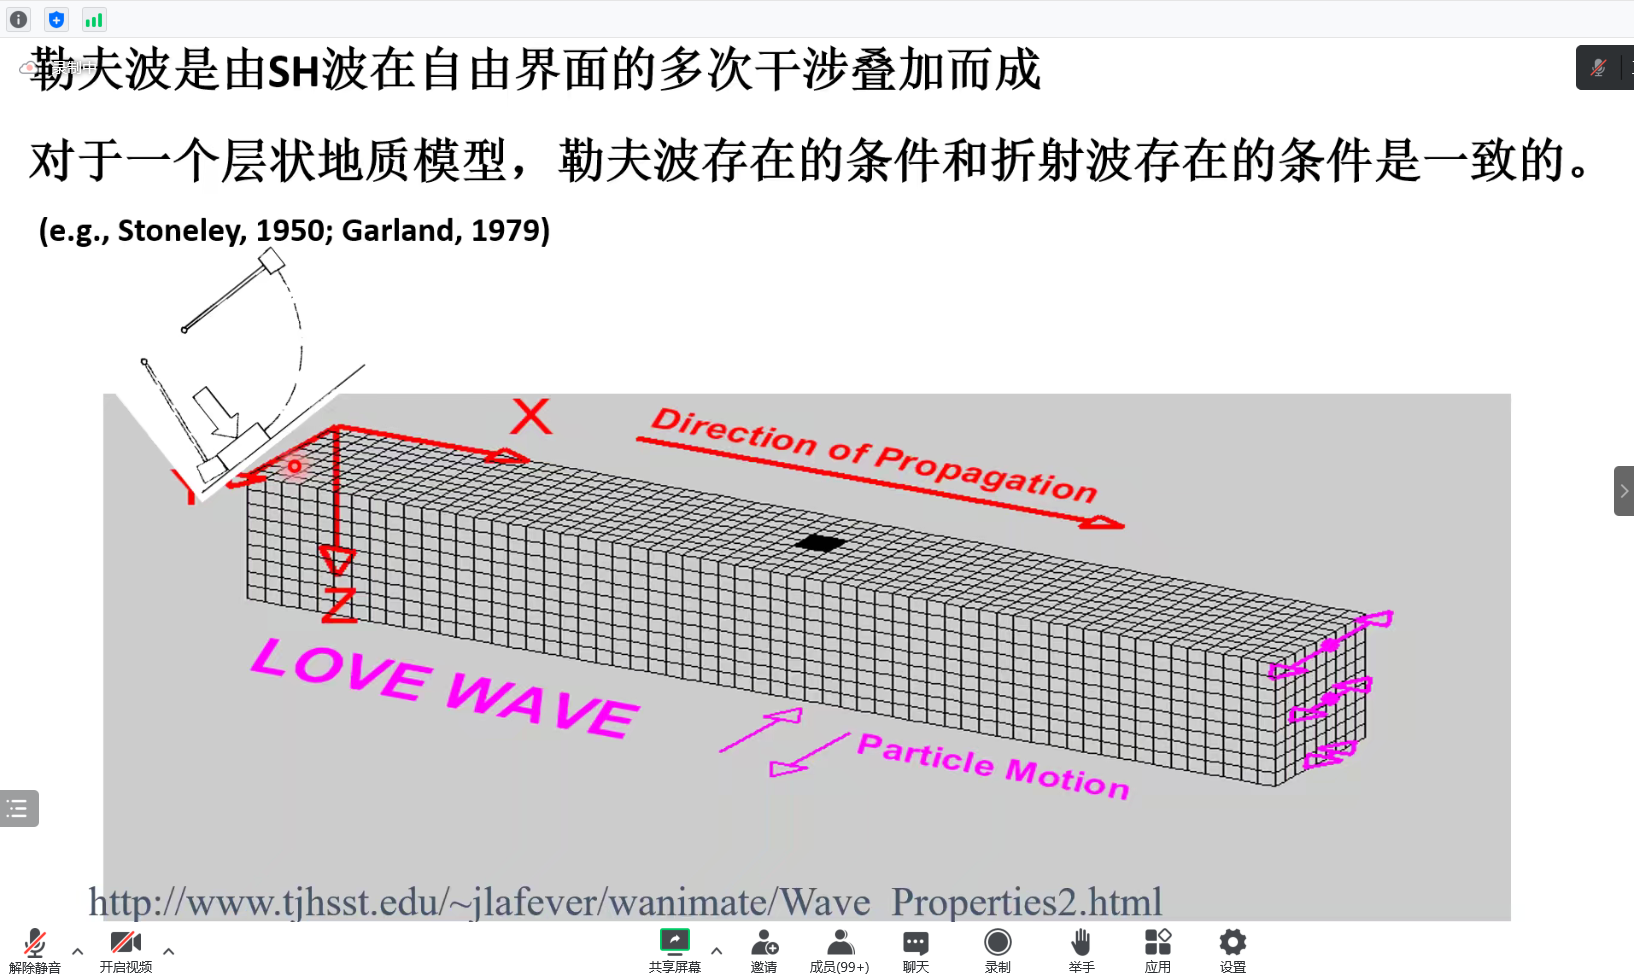 勒夫波是由SH波在自由界面的多次干涉叠加而成
录制中
对于一个层状地质模型，勒夫波存在的条件和折射波存在的条件是一致的。
(e.g., Stoneley, 1950; Garland, 1979)
X
Direction of Propagation
Y
Z
LOVE WAVE
Particle Motion
http://www.tjhsst.edu/~jlafever/wanimate/Wave_Properties2.html
解除静音
开启视频
共享屏幕
邀请
成员(99+)
聊天
录制
举手
应用
设置